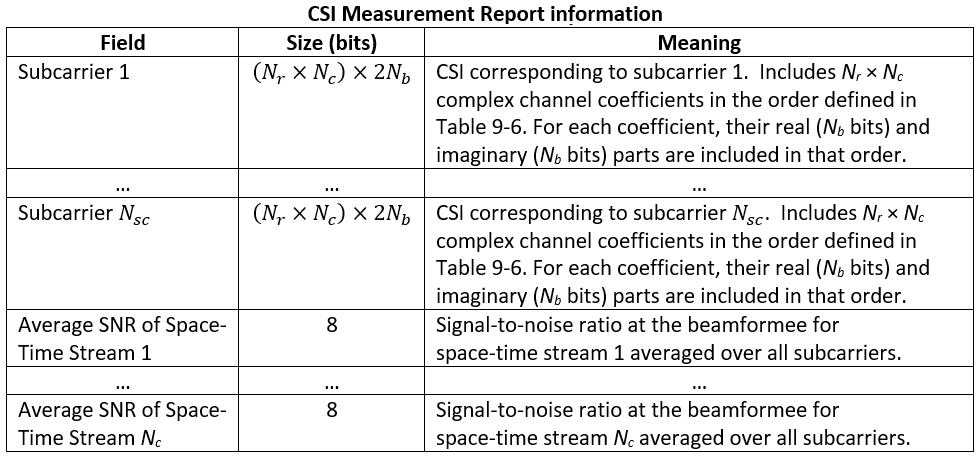 CSI Measurement Report information
Field Size (bits) Meaning
Subcarrier 1 (Nr × Nc) × 2Nb CSI corresponding to subcarrier 1. Includes Nr × Nc
complex channel coefficients in the order defined in
Table 9-6. For each coefficient, their real (Nb bits) and
imaginary (Nb bits) parts are included in that order.
... ... ...
Subcarrier Nsc (Nr × Nc) × 2Nb CSI corresponding to subcarrier Nsc. Includes Nr × Nc
complex channel coefficients in the order defined in
Table 9-6. For each coefficient, their real (Nb bits) and
imaginary (Nb bits) parts are included in that order.
Average SNR of Space- 8 Signal-to-noise ratio at the beamformee for
Time Stream 1 space-time stream 1 averaged over all subcarriers.
... ... ...
Average SNR of Space- 8 Signal-to-noise ratio at the beamformee for
Time Stream Nc space-time stream Nc averaged over all subcarriers.